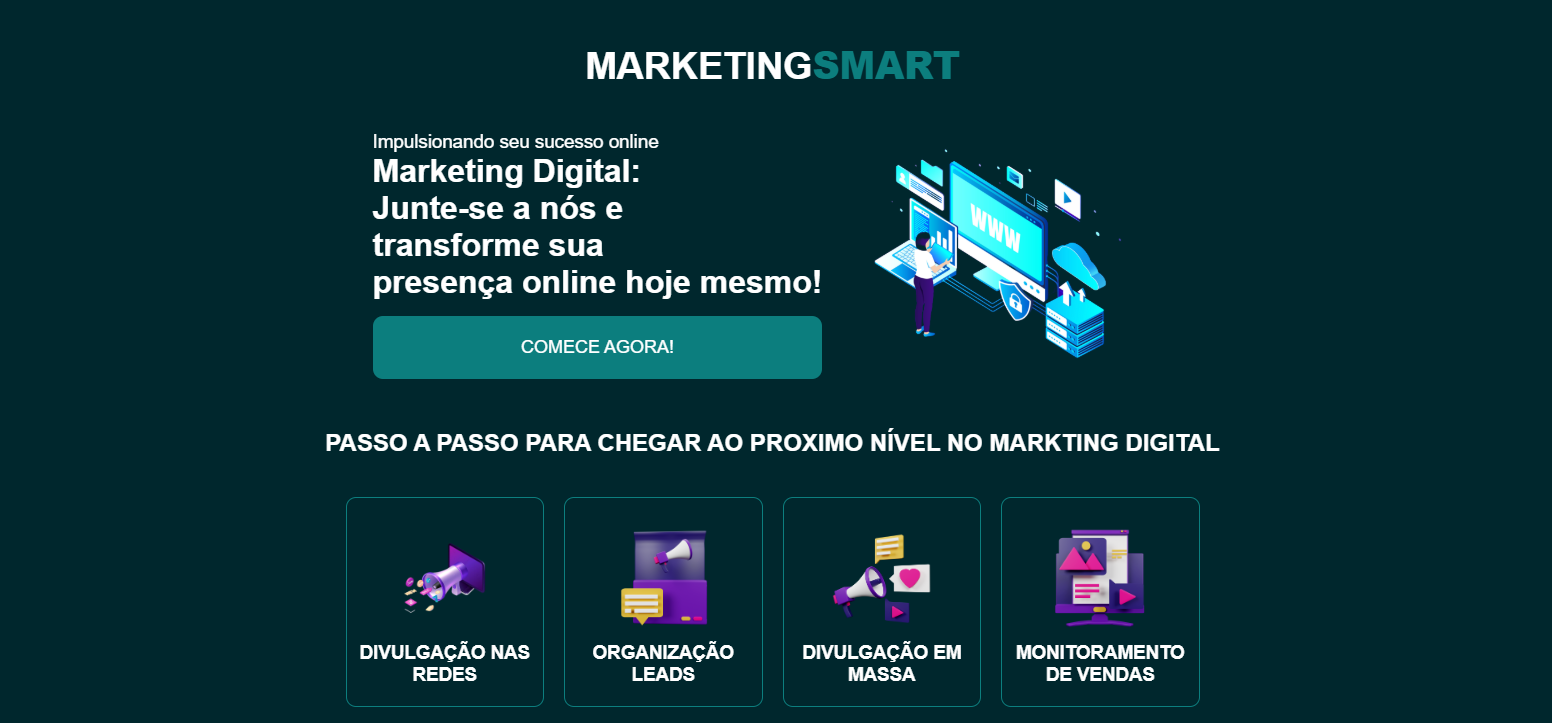 MARKETINGSMART
Impulsionando seu sucesso online
Marketing Digital:
Junte-se a nós e
transforme sua
presença online hoje mesmo!
WWW
COMECE AGORA!
PASSO A PASSO PARA CHEGAR AO PROXIMO NÍVEL NO MARKTING DIGITAL
DIVULGAÇÃO NAS
REDES
ORGANIZAÇÃO
LEADS
DIVULGAÇÃO EM
MASSA
MONITORAMENTO
DE VENDAS